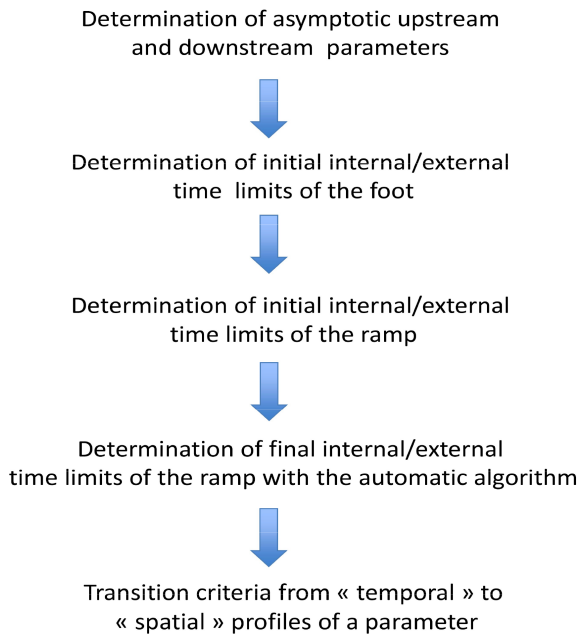 Determination of asymptotic upstream
and downstream parameters
Determination of initial internal/external
time limits of the foot
Determination of initial internal/external
time limits of the ramp
Determination of final internal/external
time limits of the ramp with the automatic algorithm
Transition criteria from « temporal » to
« spatial » profiles of a parameter